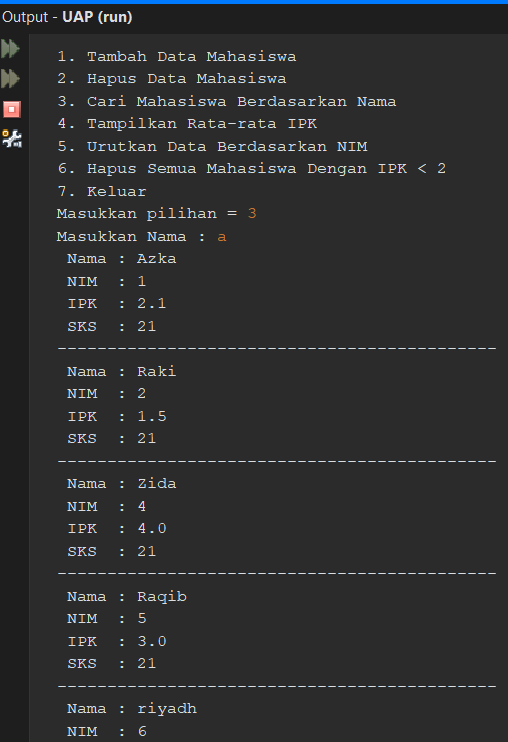 Output - UAP (run)
1. Tambah Data Mahasiswa
2. Hapus Data Mahasiswa
3. Cari Mahasiswa Berdasarkan Nama
4. Tampilkan Rata-rata IPK
5. Urutkan Data Berdasarkan NIM
6. Hapus Semua Mahasiswa Dengan IPK < 2
7. Keluar
Masukkan pilihan = 3
Masukkan Nama : a
Nama : Azka
NIM  : 1
IPK  : 2.1
SKS  : 21
--------------------------------------------
Nama : Raki
NIM  : 2
IPK  : 1.5
SKS  : 21
--------------------------------------------
Nama : Zida
NIM  : 4
IPK  : 4.0
SKS  : 21
--------------------------------------------
Nama : Raqib
NIM  : 5
IPK  : 3.0
SKS  : 21
--------------------------------------------
Nama : riyadh
NIM  : 6